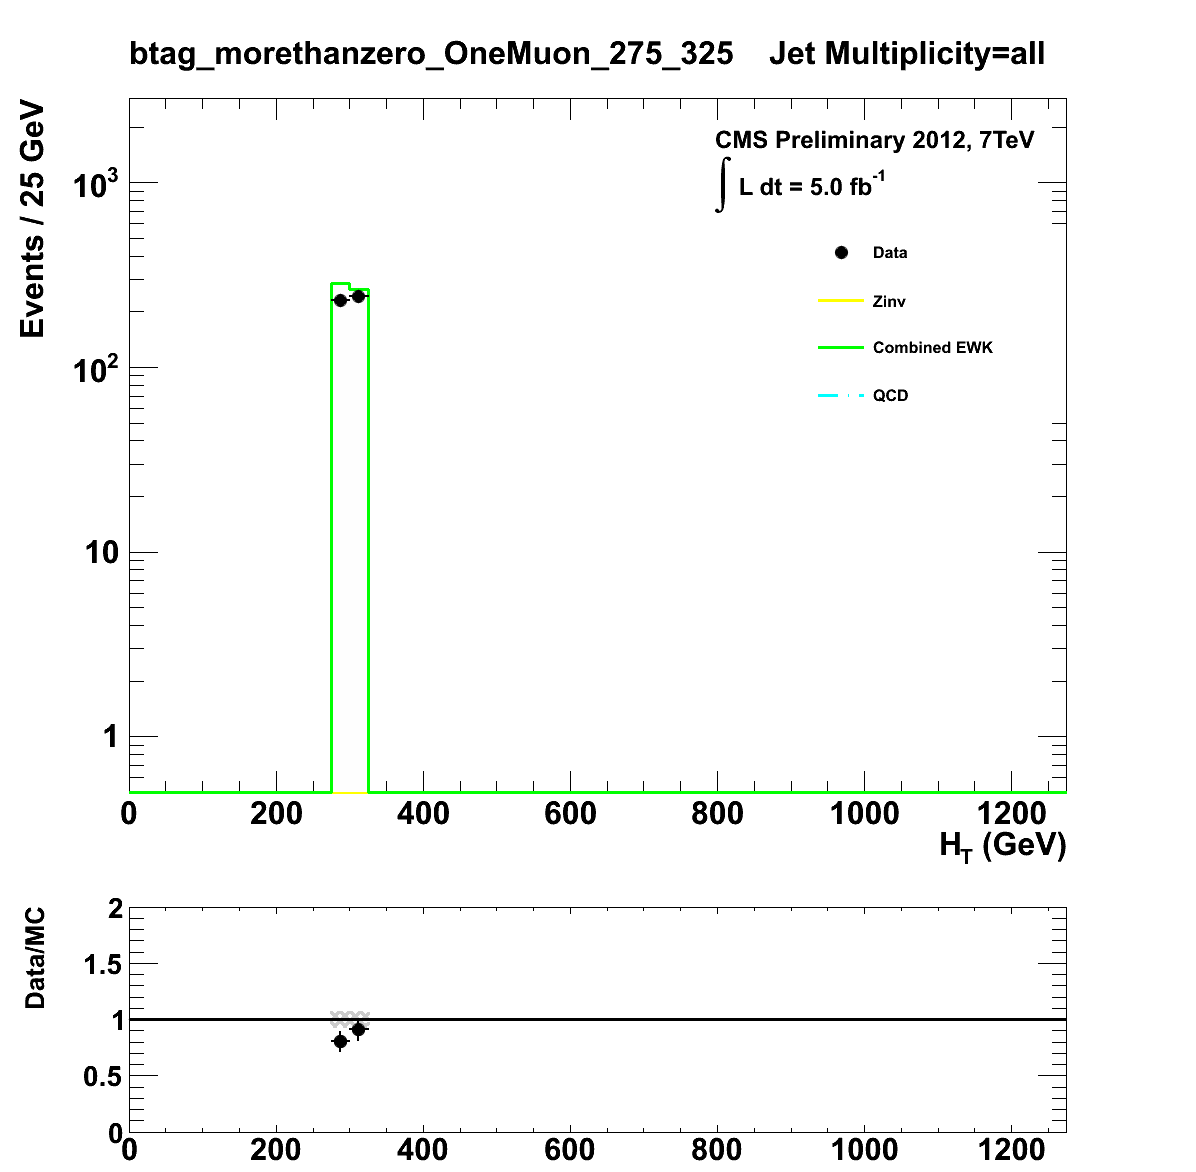 btag_morethanzero_OneMuon_275_325 Jet Multiplicity=all
Events / 25 GeV
CMS Preliminary 2012, 7TeV
∫ L dt = 5.0 fb⁻¹
Data
Zinv
Combined EWK
QCD
10³
10²
10
1
0 200 400 600 800 1000 1200
H_T (GeV)
Data/MC
2
1.5
1
0.5
0
0 200 400 600 800 1000 1200